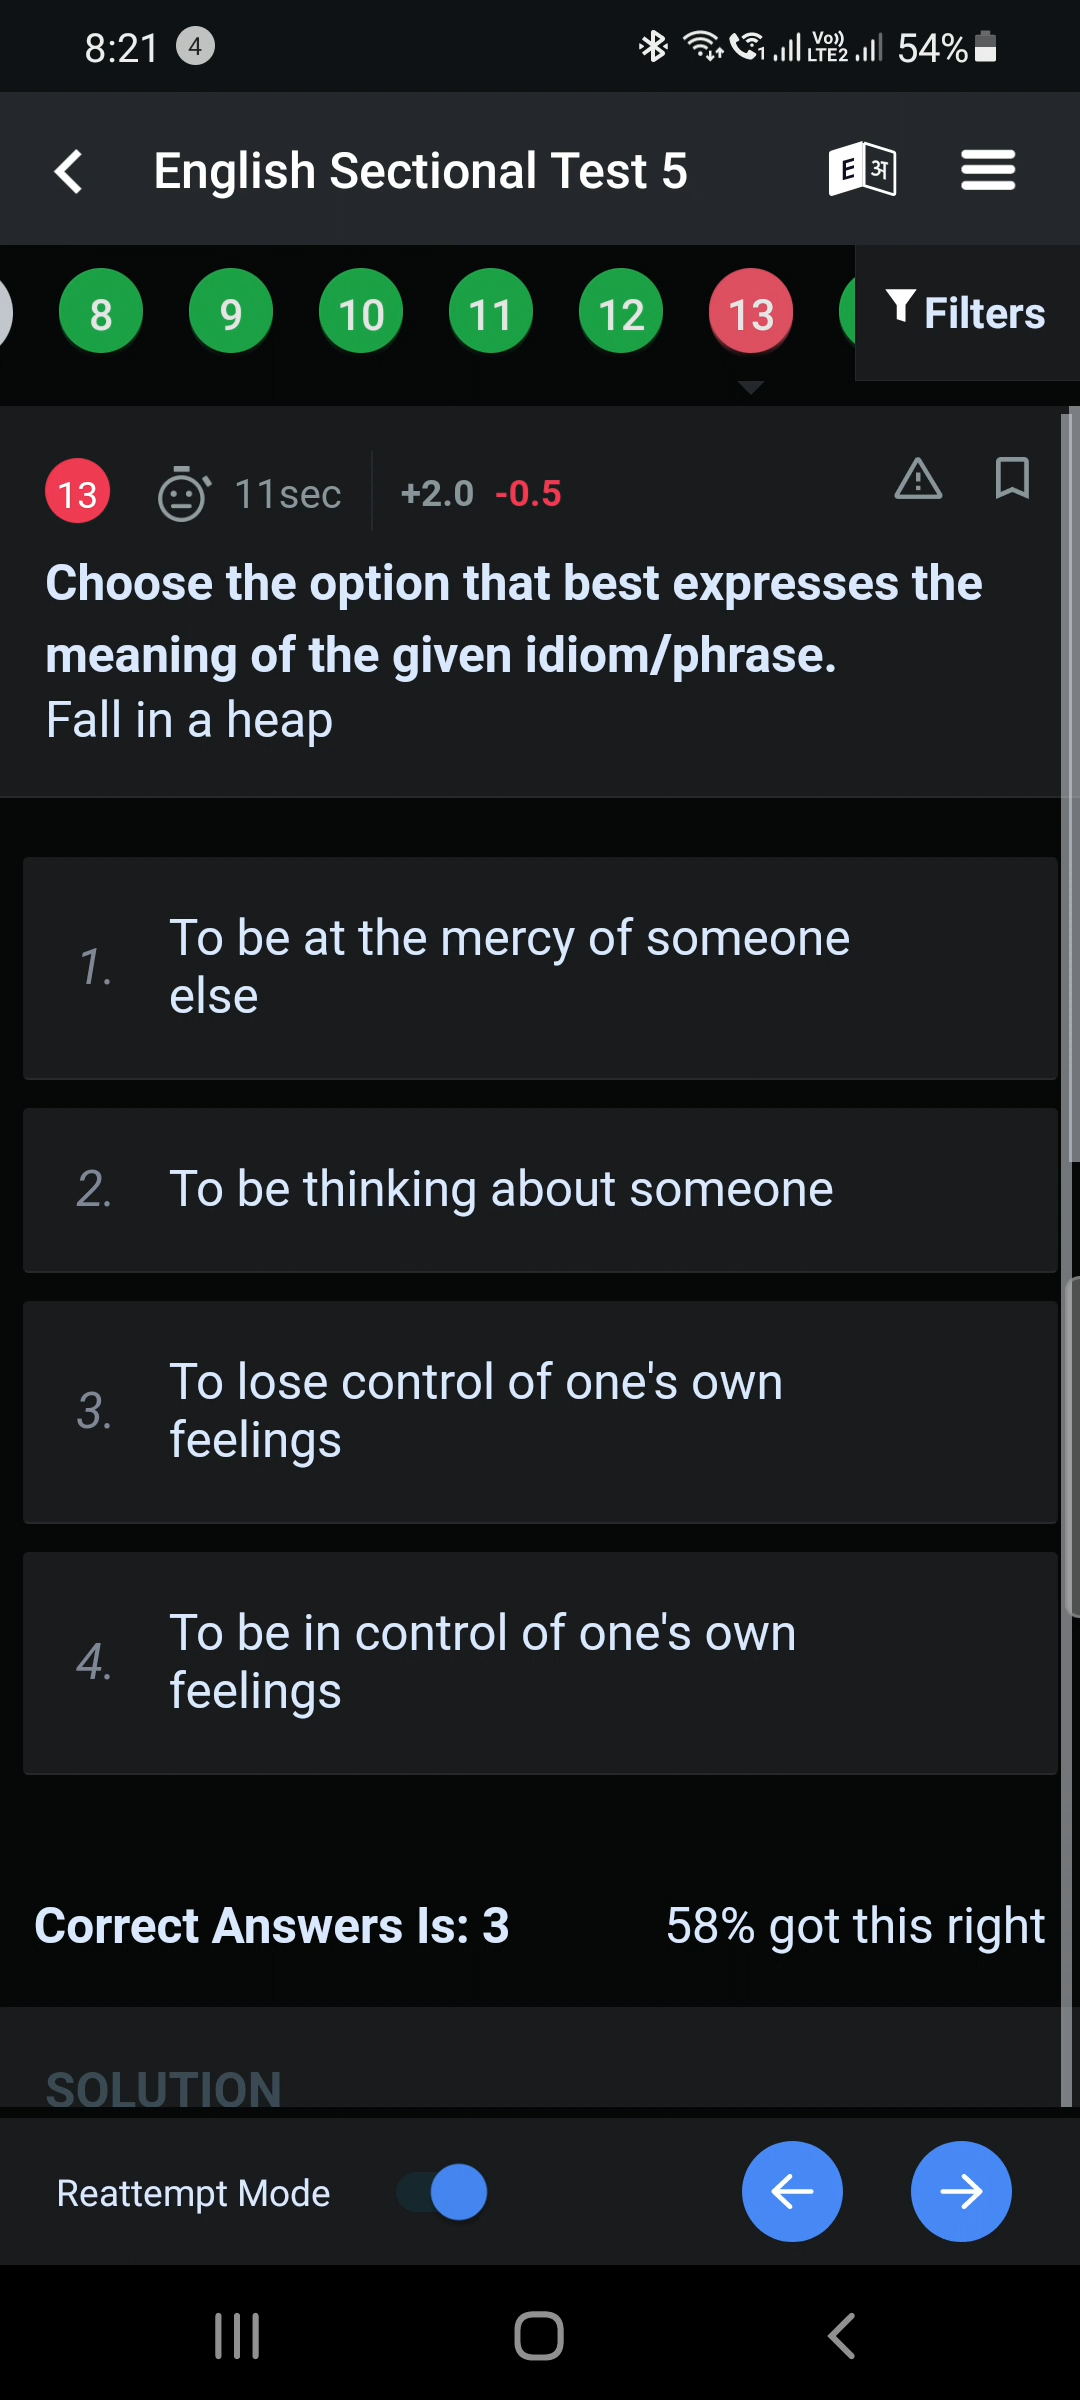 8:21 4 1 Vo)) LTE2 54%
English Sectional Test 5 E अ
8 9 10 11 12 13 Filters
13 11sec +2.0 -0.5
Choose the option that best expresses the
meaning of the given idiom/phrase.
Fall in a heap
1. To be at the mercy of someone
else
2. To be thinking about someone
3. To lose control of one's own
feelings
4. To be in control of one's own
feelings
Correct Answers Is: 3 58% got this right
SOLUTION
Reattempt Mode